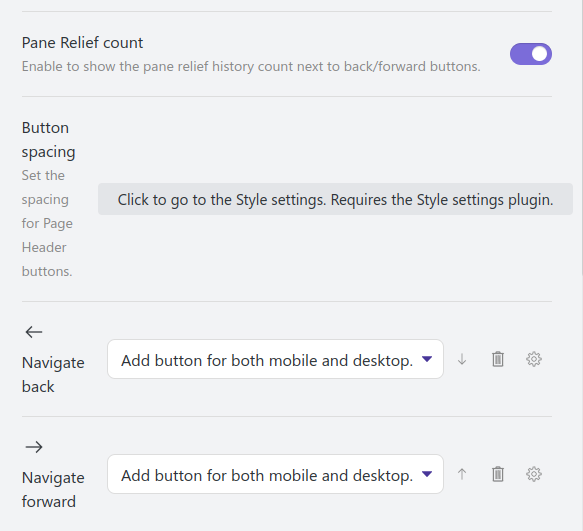 Pane Relief count
Enable to show the pane relief history count next to back/forward buttons.
Button
spacing
Set the
spacing
for Page
Header
buttons.
Click to go to the Style settings. Requires the Style settings plugin.
Navigate
back
Add button for both mobile and desktop.
Navigate
forward
Add button for both mobile and desktop.